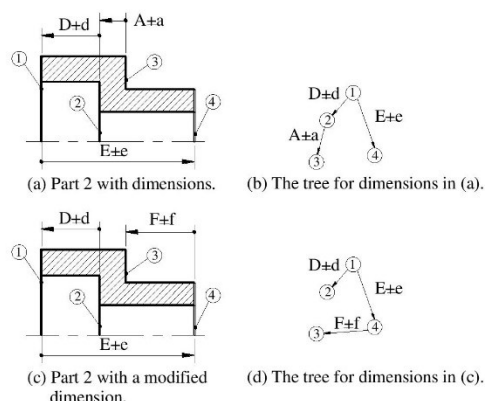 D±d
A±a
①
③
②
④
E±e
(a) Part 2 with dimensions.
D±d
①
②
E±e
A±a
③
④
(b) The tree for dimensions in (a).
D±d
F±f
①
③
②
④
E±e
(c) Part 2 with a modified
dimension.
D±d
①
②
E±e
③
F±f
④
(d) The tree for dimensions in (c).